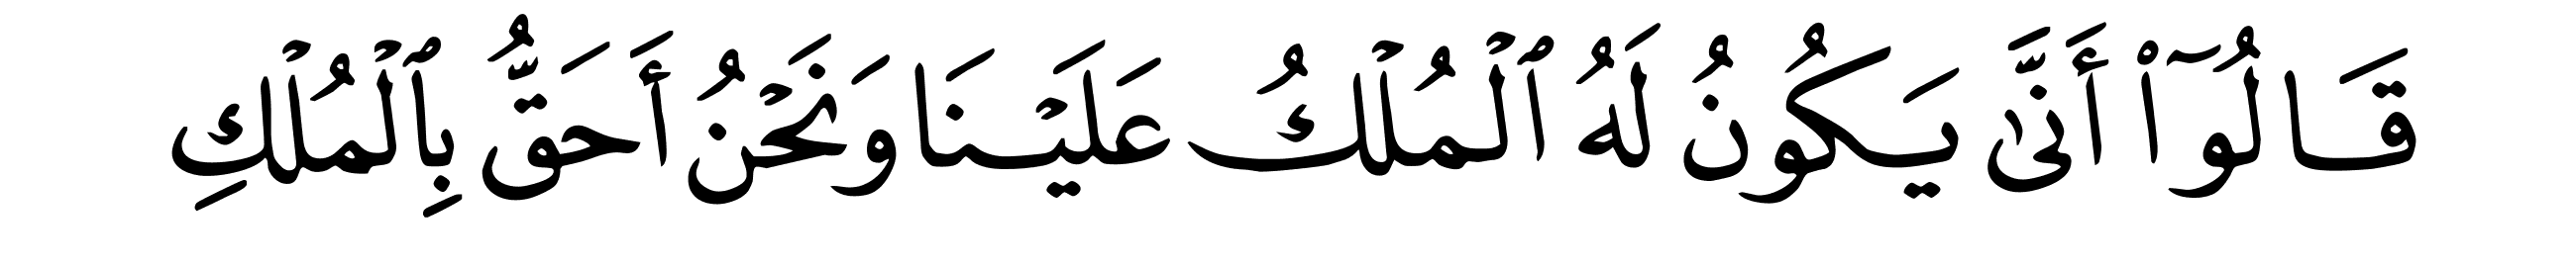 قَالُوٓا۟ أَنَّىٰ يَكُونُ لَهُ ٱلْمُلْكُ عَلَيْنَا وَنَحْنُ أَحَقُّ بِٱلْمُلْكِ